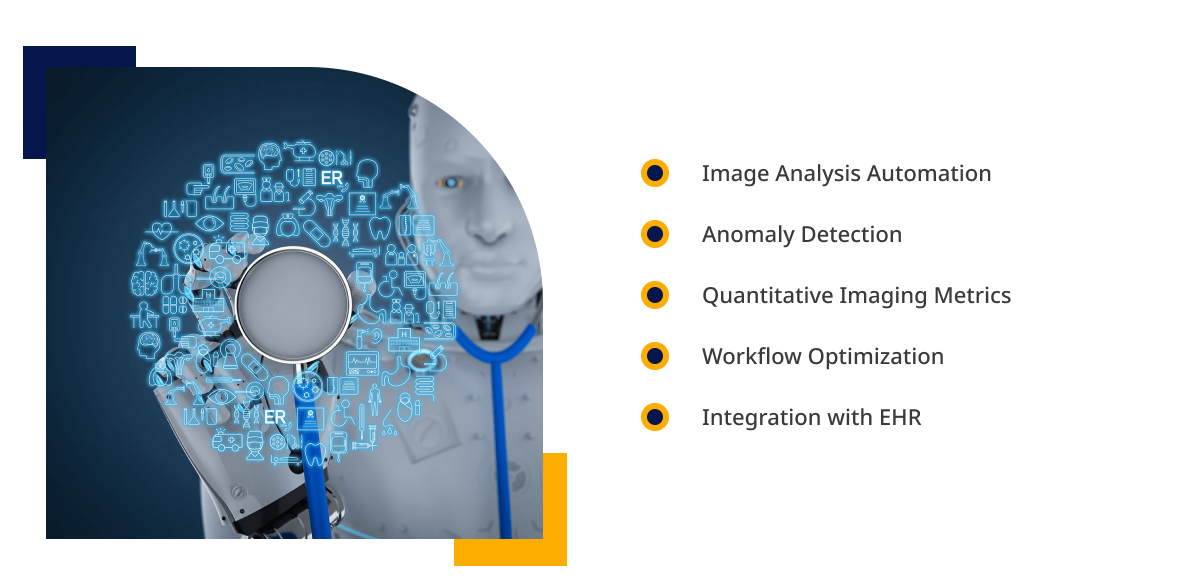 ER
ER
Image Analysis Automation
Anomaly Detection
Quantitative Imaging Metrics
Workflow Optimization
Integration with EHR